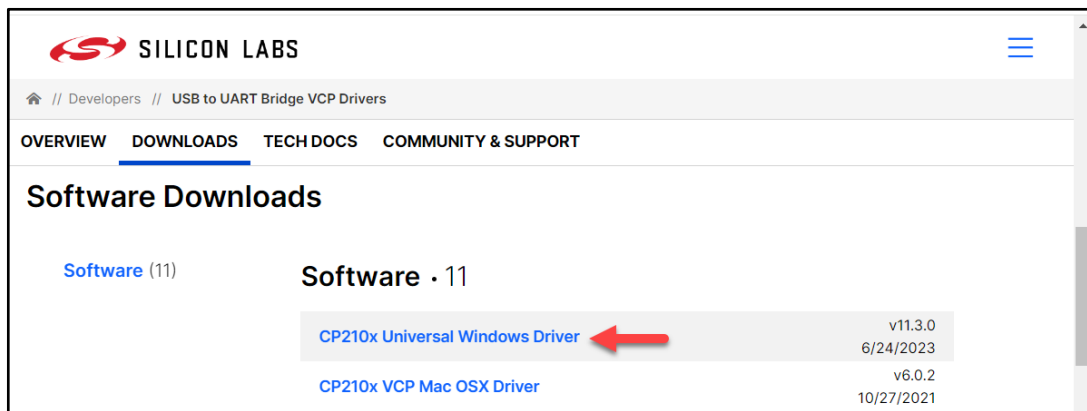 SILICON LABS
// Developers // USB to UART Bridge VCP Drivers
OVERVIEW DOWNLOADS TECH DOCS COMMUNITY & SUPPORT
Software Downloads
Software (11)
Software · 11
CP210x Universal Windows Driver
v11.3.0
6/24/2023
CP210x VCP Mac OSX Driver
v6.0.2
10/27/2021